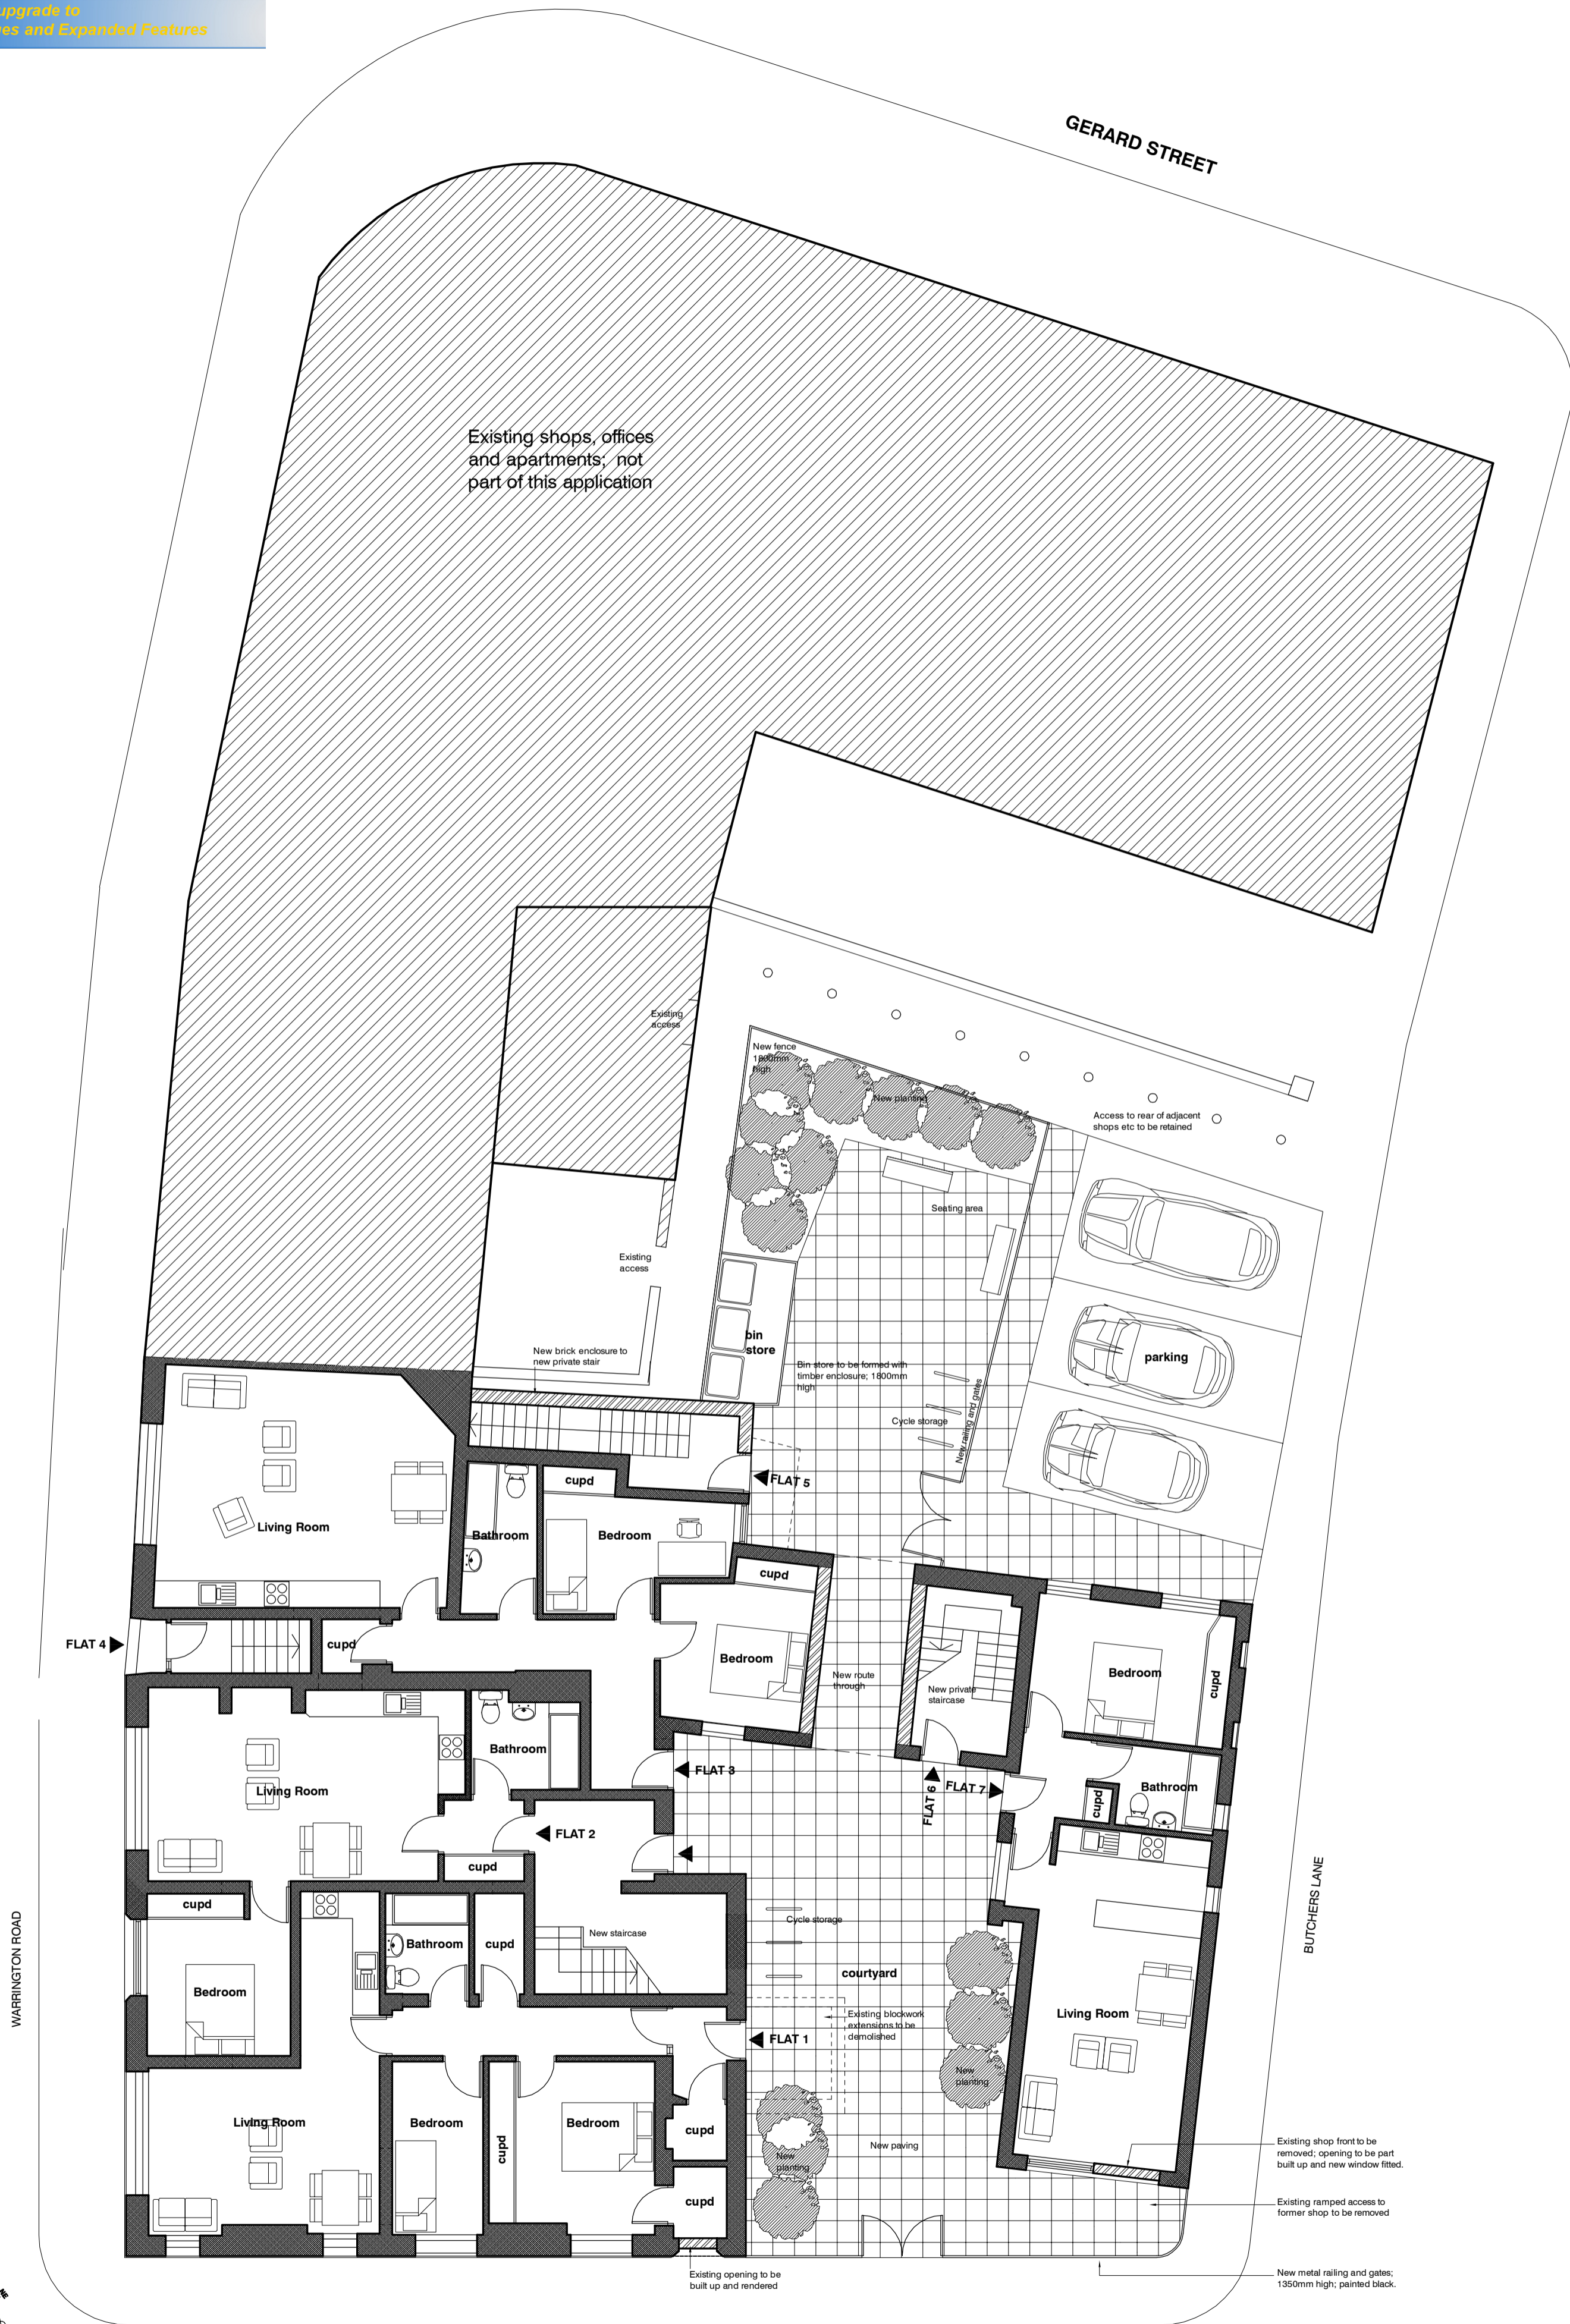 upgrade to
es and Expanded Features
GERARD STREET
Existing shops, offices
and apartments; not
part of this application
Existing
access
New fence
1800mm
high
New planting
Access to rear of adjacent
shops etc to be retained
Seating area
Existing
access
bin
store
parking
New brick enclosure to
new private stair
Bin store to be formed with
timber enclosure; 1800mm
high
Cycle storage
New railing and gates
FLAT 5
cupd
Living Room
Bathroom
Bedroom
cupd
FLAT 4
cupd
Bedroom
New route
through
New private
staircase
Bedroom
cupd
Bathroom
FLAT 3
FLAT 6
FLAT 7
Bathroom
cupd
Living Room
FLAT 2
cupd
cupd
Cycle storage
New staircase
Bathroom
cupd
courtyard
Bedroom
WARRINGTON ROAD
BUTCHERS LANE
Living Room
Existing blockwork
extensions to be
demolished
FLAT 1
New
planting
Living Room
Bedroom
cupd
Bedroom
cupd
New paving
New
planting
cupd
Existing shop front to be
removed; opening to be part
built up and new window fitted.
Existing ramped access to
former shop to be removed
Existing opening to be
built up and rendered
New metal railing and gates;
1350mm high; painted black.